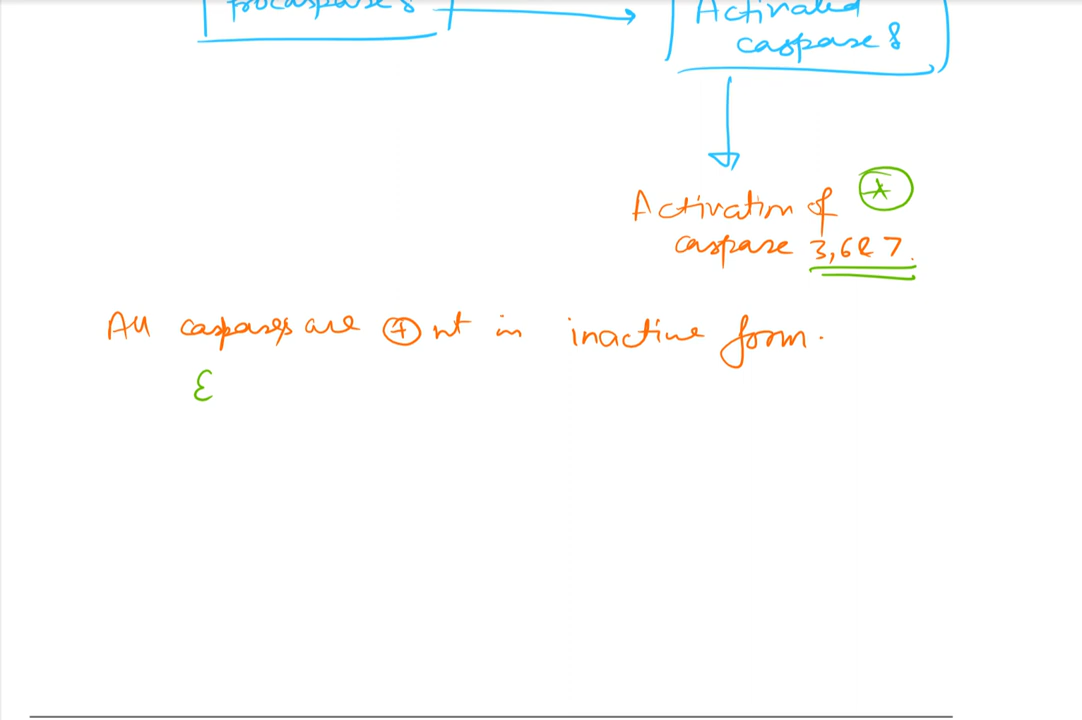 Procaspase 8
Activated
caspase 8
Activation of
caspase 3,6 & 7.
All caspases are ⊕nt in inactive form.
ε